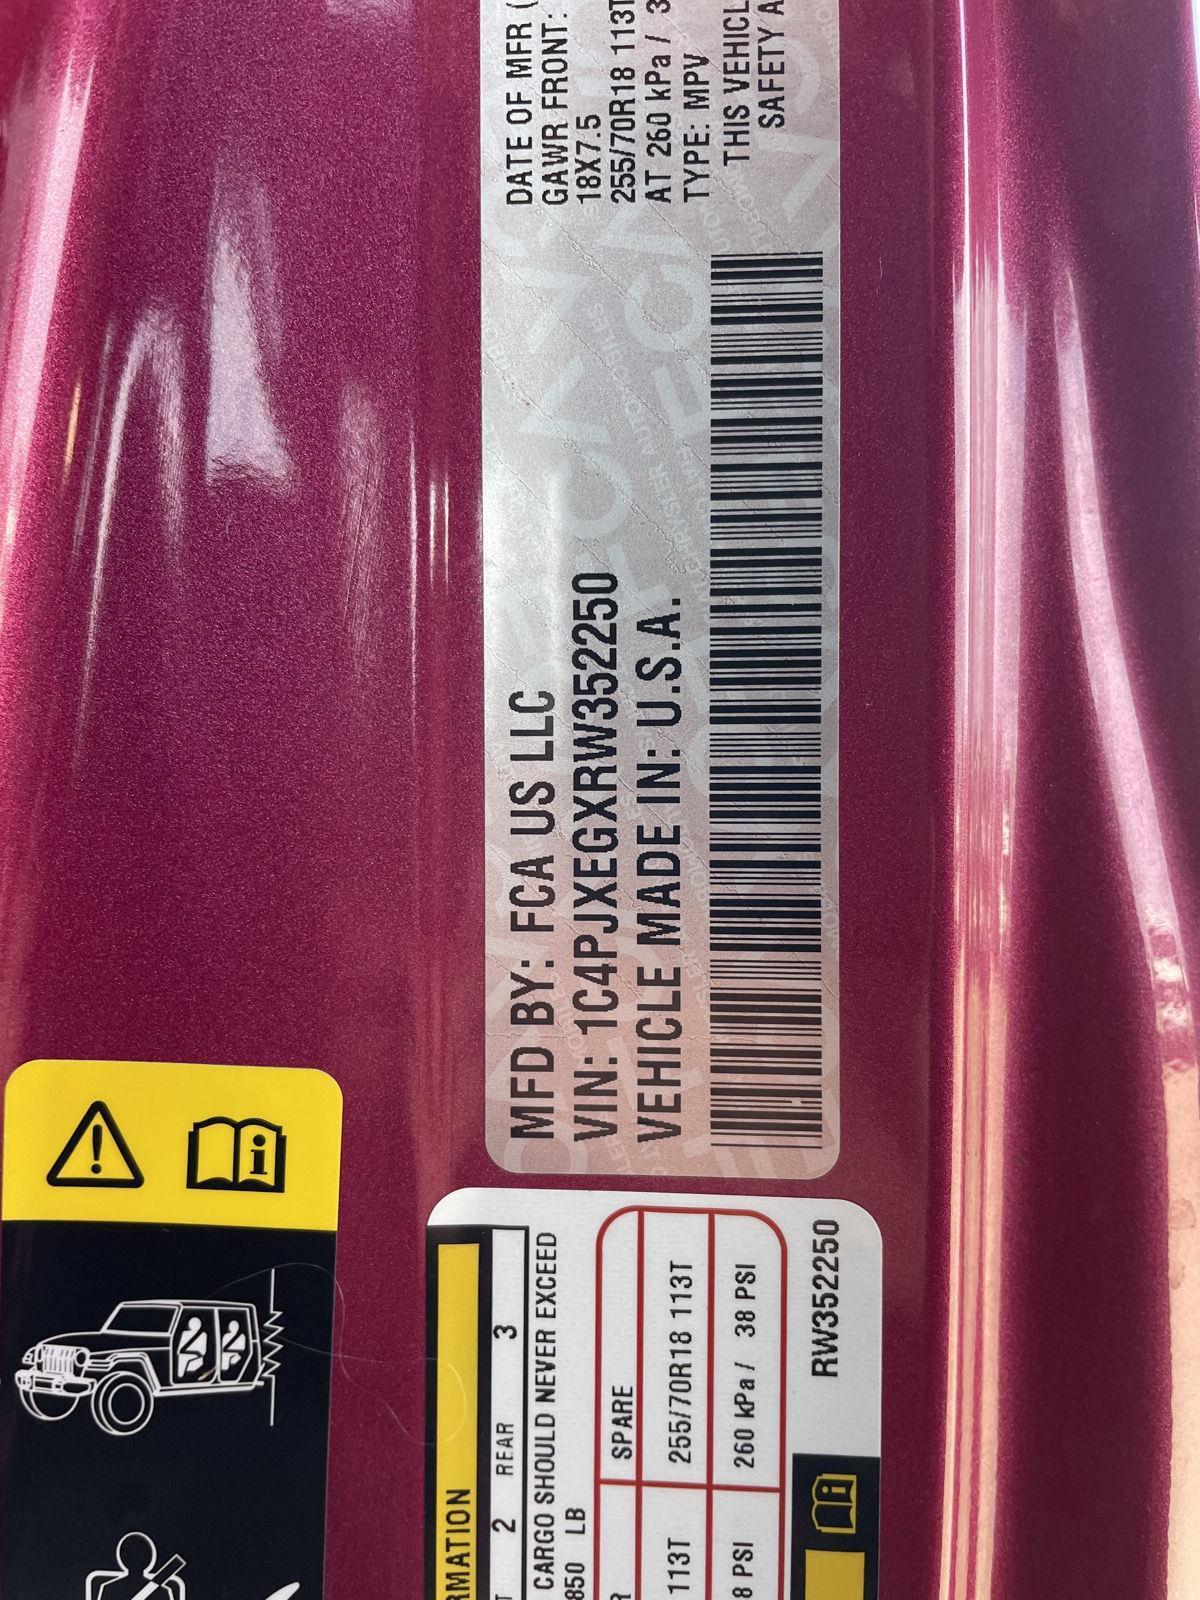 MFD BY: FCA US LLC
VIN: 1C4PJXEGXRW352250
VEHICLE MADE IN: U.S.A.
DATE OF MFR (
GAWR FRONT:
18X7.5
255/70R18 113T
AT 260 kPa / 3
TYPE: MPV
THIS VEHICL
SAFETY A
RMATION
2 REAR 3
CARGO SHOULD NEVER EXCEED
850 LB
SPARE
113T 255/70R18 113T
8 PSI 260 kPa / 38 PSI
RW352250